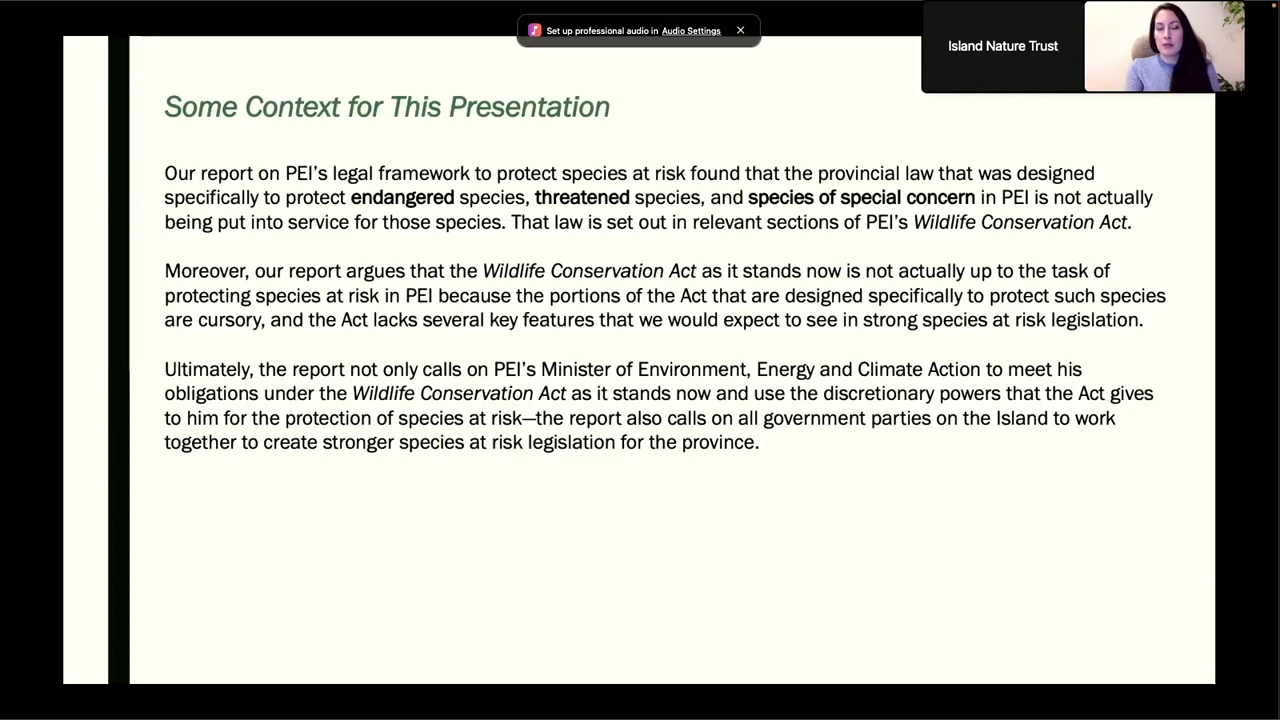 Set up professional audio in Audio Settings
Island Nature Trust
Some Context for This Presentation
Our report on PEI’s legal framework to protect species at risk found that the provincial law that was designed
specifically to protect endangered species, threatened species, and species of special concern in PEI is not actually
being put into service for those species. That law is set out in relevant sections of PEI’s Wildlife Conservation Act.
Moreover, our report argues that the Wildlife Conservation Act as it stands now is not actually up to the task of
protecting species at risk in PEI because the portions of the Act that are designed specifically to protect such species
are cursory, and the Act lacks several key features that we would expect to see in strong species at risk legislation.
Ultimately, the report not only calls on PEI’s Minister of Environment, Energy and Climate Action to meet his
obligations under the Wildlife Conservation Act as it stands now and use the discretionary powers that the Act gives
to him for the protection of species at risk—the report also calls on all government parties on the Island to work
together to create stronger species at risk legislation for the province.